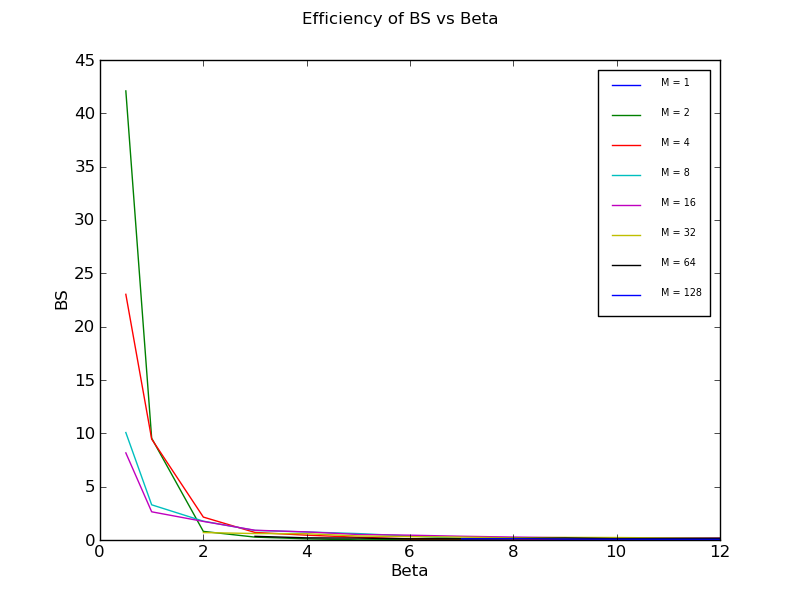 Efficiency of BS vs Beta
45
40
35
30
25
20
15
10
5
0
BS
M = 1
M = 2
M = 4
M = 8
M = 16
M = 32
M = 64
M = 128
0 2 4 6 8 10 12
Beta